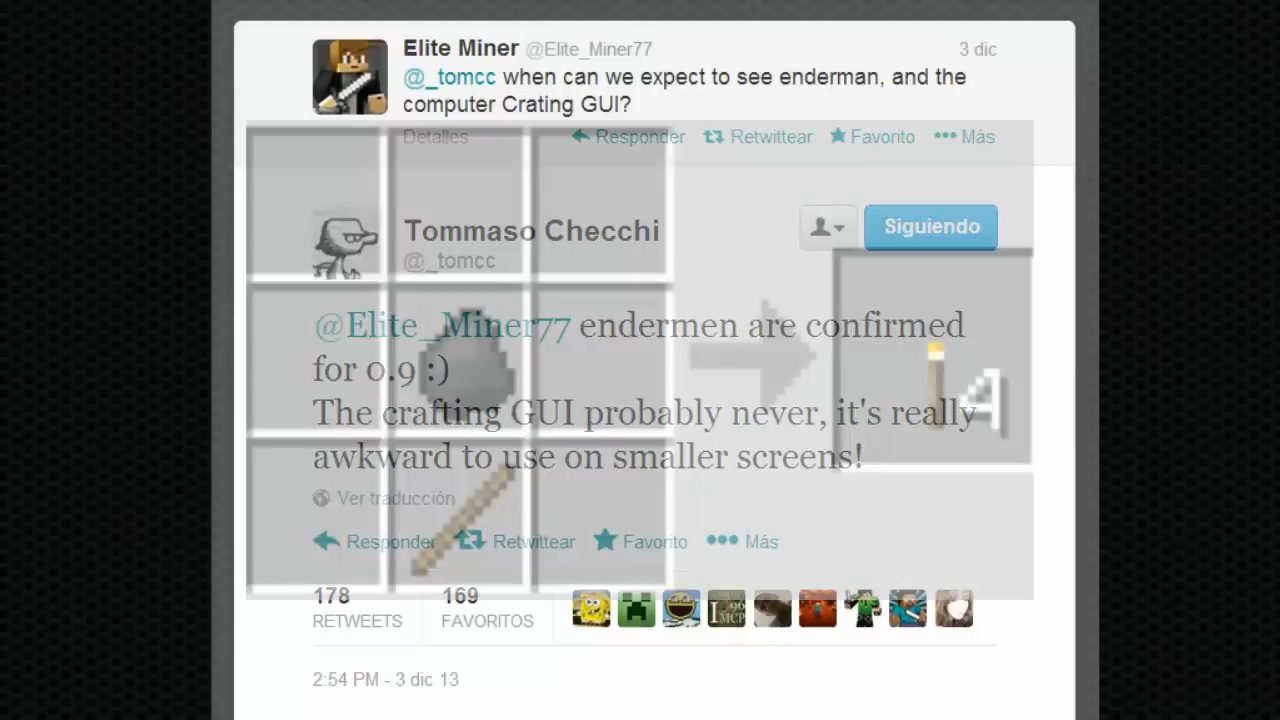 Elite Miner @Elite_Miner77 3 dic
@_tomcc when can we expect to see enderman, and the
computer Crating GUI?
Detalles Responder Retwittear Favorito Más
Tommaso Checchi Siguiendo
@_tomcc
@Elite_Miner77 endermen are confirmed
for 0.9 :)
The crafting GUI probably never, it's really
awkward to use on smaller screens!
4
Ver traducción
Responder Retwittear Favorito Más
178 169
RETWEETS FAVORITOS
2:54 PM - 3 dic 13